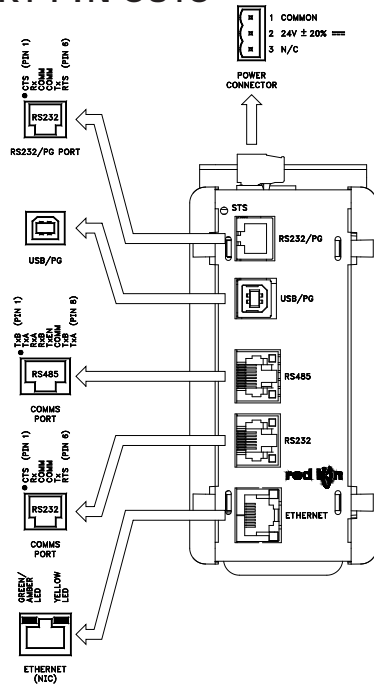 1 COMMON
2 24V ± 20%
3 N/C
POWER
CONNECTOR
CTS (PIN 1)
Rx
COMM
COMM
Tx
RTS (PIN 6)
RS232
RS232/PG PORT
STS
RS232/PG
USB/PG
USB/PG
TxB (PIN 1)
TxA
RxA
RxB
TxEN
COMM
TxB
TxA (PIN 8)
RS485
COMMS
PORT
RS485
CTS (PIN 1)
Rx
COMM
COMM
Tx
RTS (PIN 6)
RS232
COMMS
PORT
RS232
red lion
ETHERNET
GREEN/
AMBER
LED
YELLOW
LED
ETHERNET
(NIC)